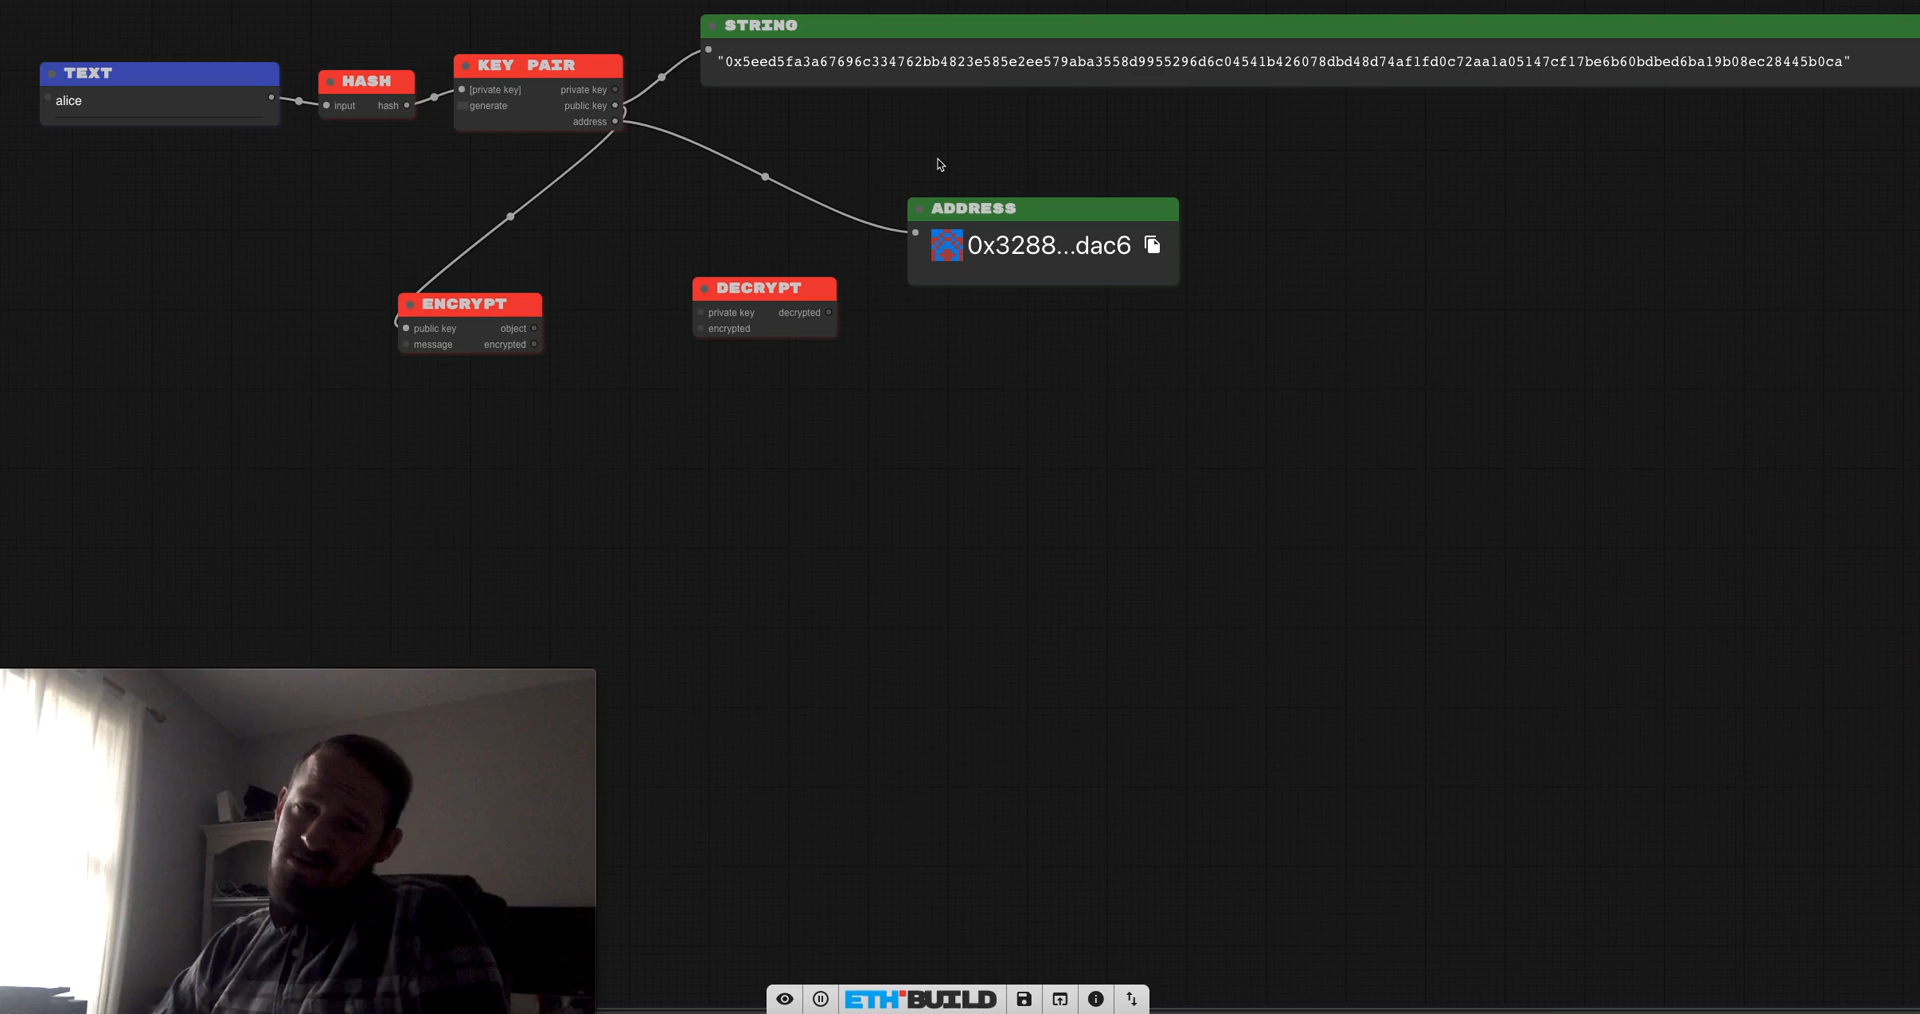 STRING
"0x5eed5fa3a67696c334762bb4823e585e2ee579aba3558d9955296d6c04541b426078dbd48d74af1fd0c72aa1a05147cf17be6b60bdbed6ba19b08ec28445b0ca"
TEXT
alice
HASH
input hash
KEY PAIR
[private key] private key
generate public key
address
ADDRESS
0x3288...dac6
ENCRYPT
public key object
message encrypted
DECRYPT
private key decrypted
encrypted
ETH BUILD